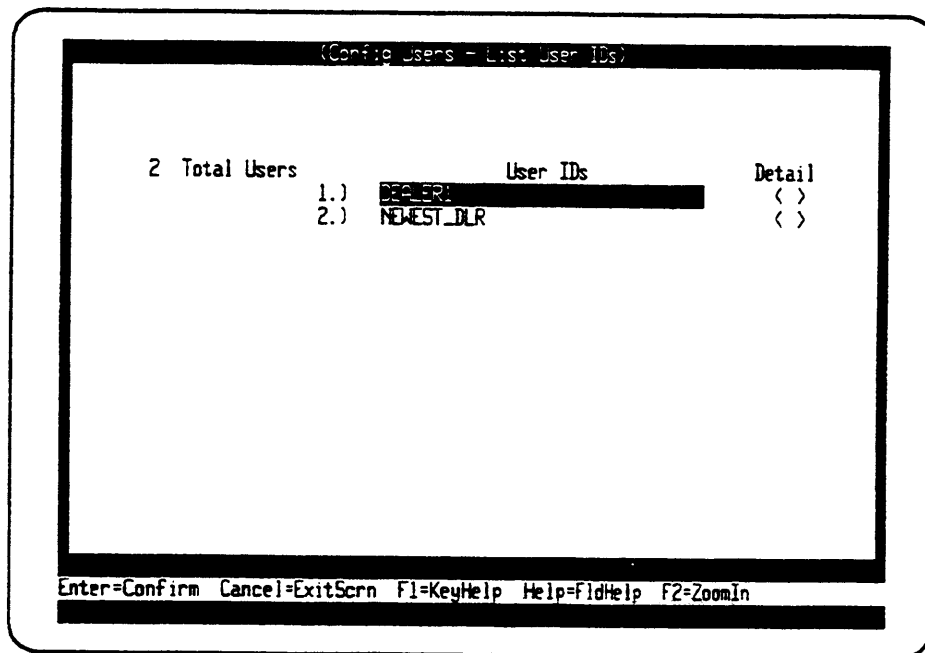 (Config Users - List User IDs)
2 Total Users User IDs Detail
1.) DEALER1 < >
2.) NEWEST_DLR < >
Enter=Confirm Cancel=ExitScrn F1=KeyHelp Help=FldHelp F2=ZoomIn